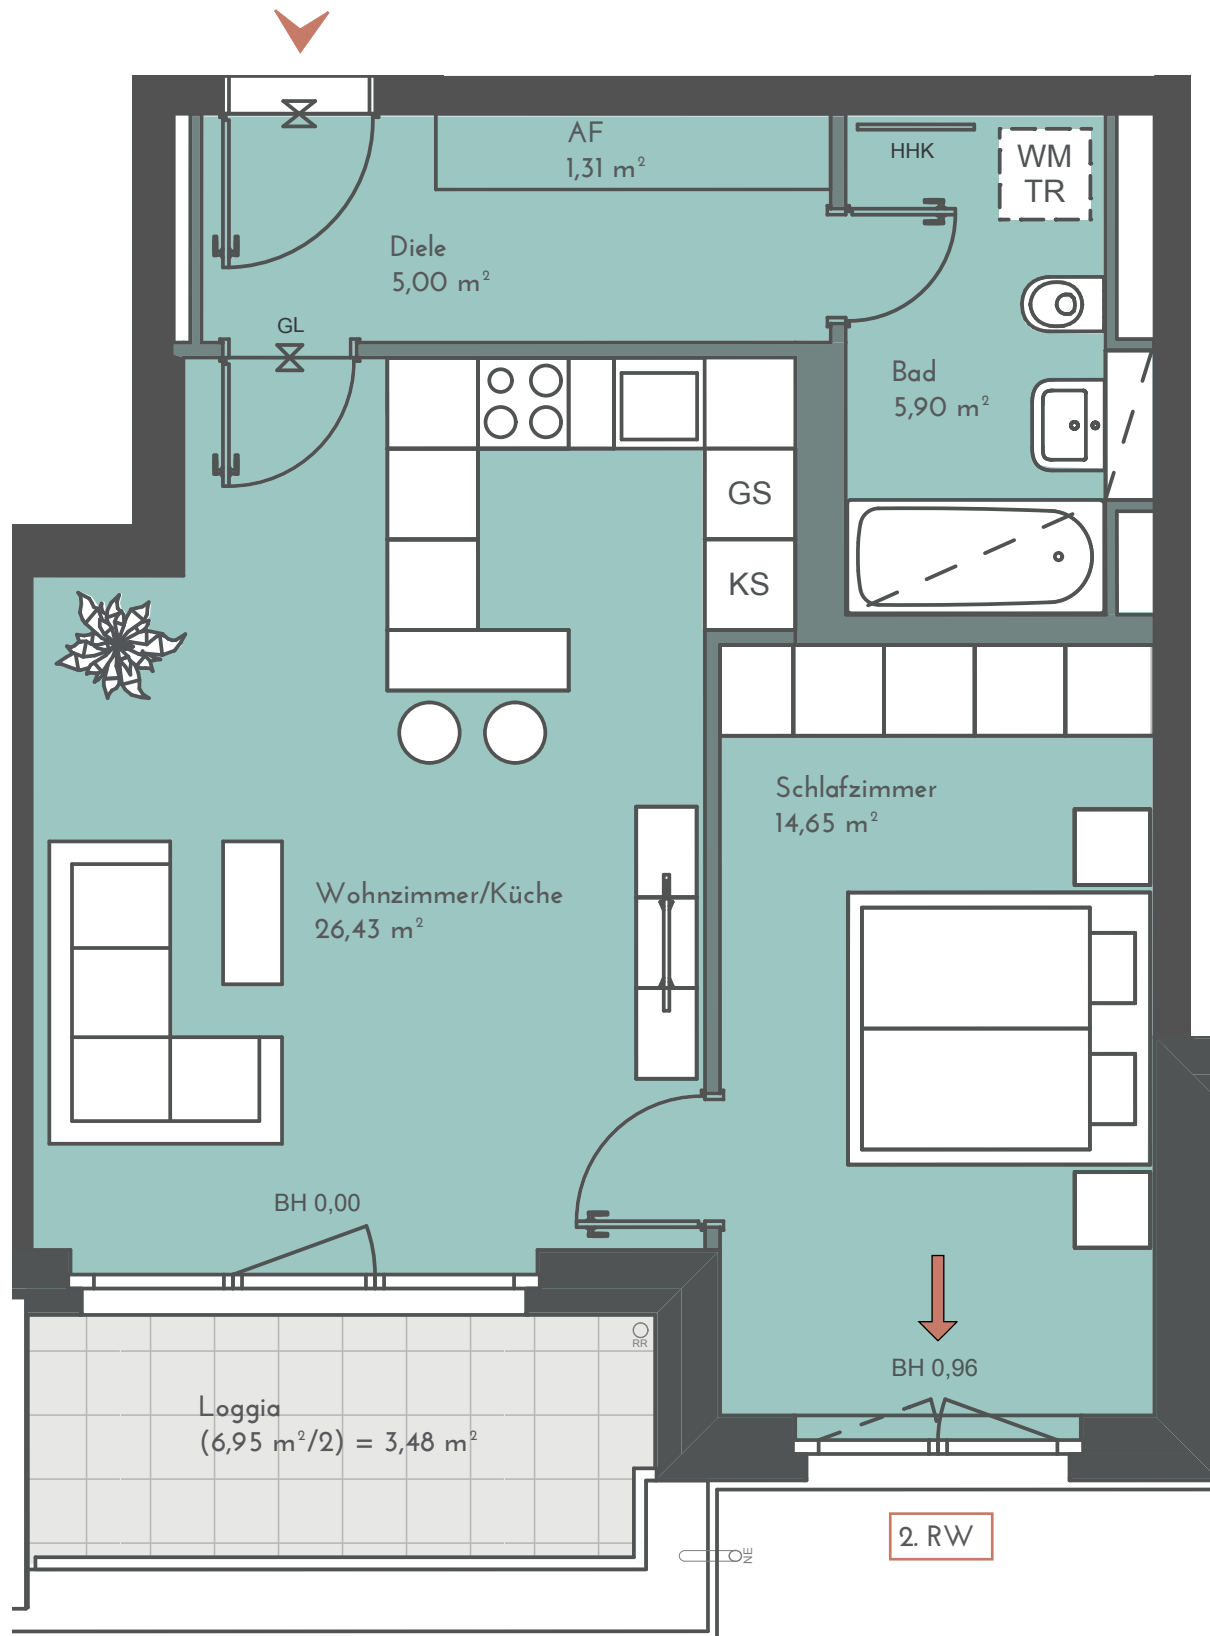 AF
1,31 m²
HHK
WM
TR
Diele
5,00 m²
GL
Bad
5,90 m²
GS
KS
Schlafzimmer
14,65 m²
Wohnzimmer/Küche
26,43 m²
BH 0,00
RR
BH 0,96
Loggia
(6,95 m²/2) = 3,48 m²
2. RW
NE